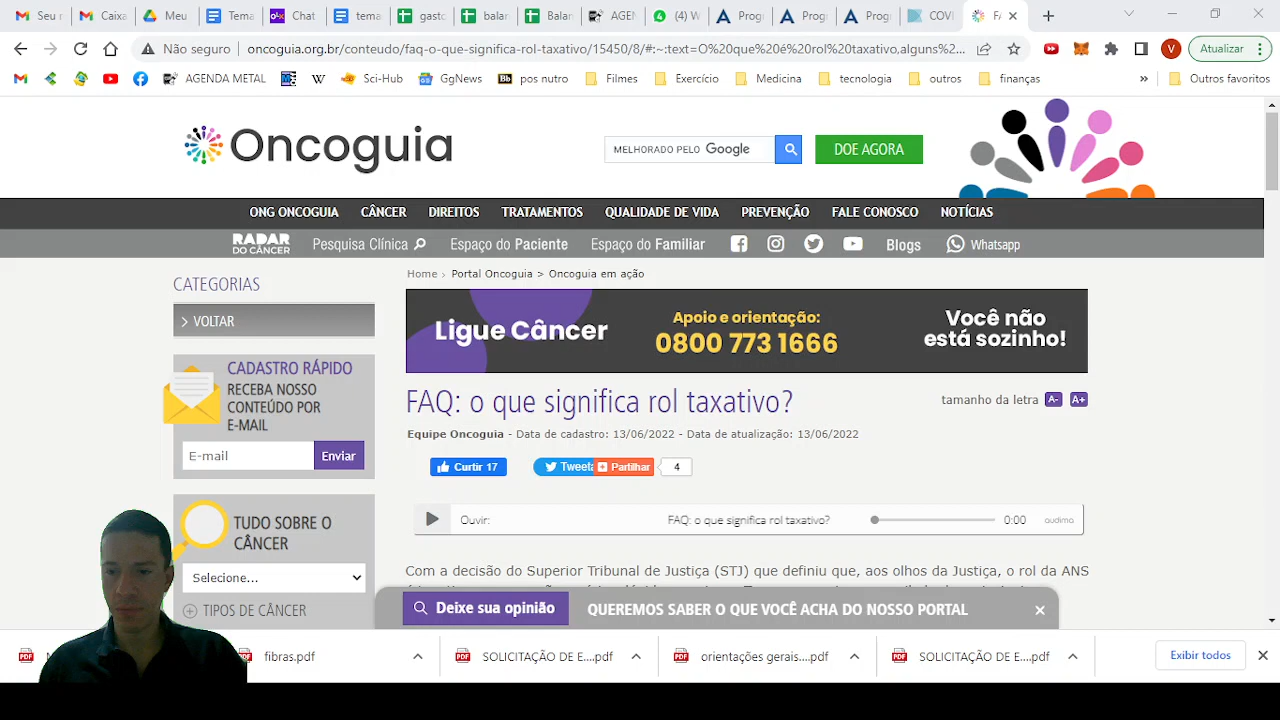 Seu r
Caixa
Meu
Tema
Chat
tema
gasto
balan
Balan
AGEN
(4) W
Progr
Progr
Progr
COVI
FA
Não seguro
oncoguia.org.br/conteudo/faq-o-que-significa-rol-taxativo/15450/8/#:~:text=O%20que%20é%20rol%20taxativo,alguns%2...
V
Atualizar
AGENDA METAL
Sci-Hub
GgNews
Bb pos nutro
Filmes
Exercício
Medicina
tecnologia
outros
finanças
»
Outros favoritos
Oncoguia
MELHORADO PELO Google
DOE AGORA
ONG ONCOGUIA
CÂNCER
DIREITOS
TRATAMENTOS
QUALIDADE DE VIDA
PREVENÇÃO
FALE CONOSCO
NOTÍCIAS
RADAR
DO CÂNCER
Pesquisa Clínica
Espaço do Paciente
Espaço do Familiar
Blogs
Whatsapp
CATEGORIAS
VOLTAR
CADASTRO RÁPIDO
RECEBA NOSSO
CONTEÚDO POR
E-MAIL
E-mail
Enviar
TUDO SOBRE O
CÂNCER
Selecione...
TIPOS DE CÂNCER
Home › Portal Oncoguia > Oncoguia em ação
Ligue Câncer
Apoio e orientação:
0800 773 1666
Você não
está sozinho!
FAQ: o que significa rol taxativo?
tamanho da letra A- A+
Equipe Oncoguia - Data de cadastro: 13/06/2022 - Data de atualização: 13/06/2022
Curtir 17
Tweeta
Partilhar
4
Ouvir:
FAQ: o que significa rol taxativo?
0:00
audima
Com a decisão do Superior Tribunal de Justiça (STJ) que definiu que, aos olhos da Justiça, o rol da ANS
Deixe sua opinião
QUEREMOS SABER O QUE VOCÊ ACHA DO NOSSO PORTAL
fibras.pdf
SOLICITAÇÃO DE E....pdf
orientações gerais....pdf
SOLICITAÇÃO DE E....pdf
Exibir todos